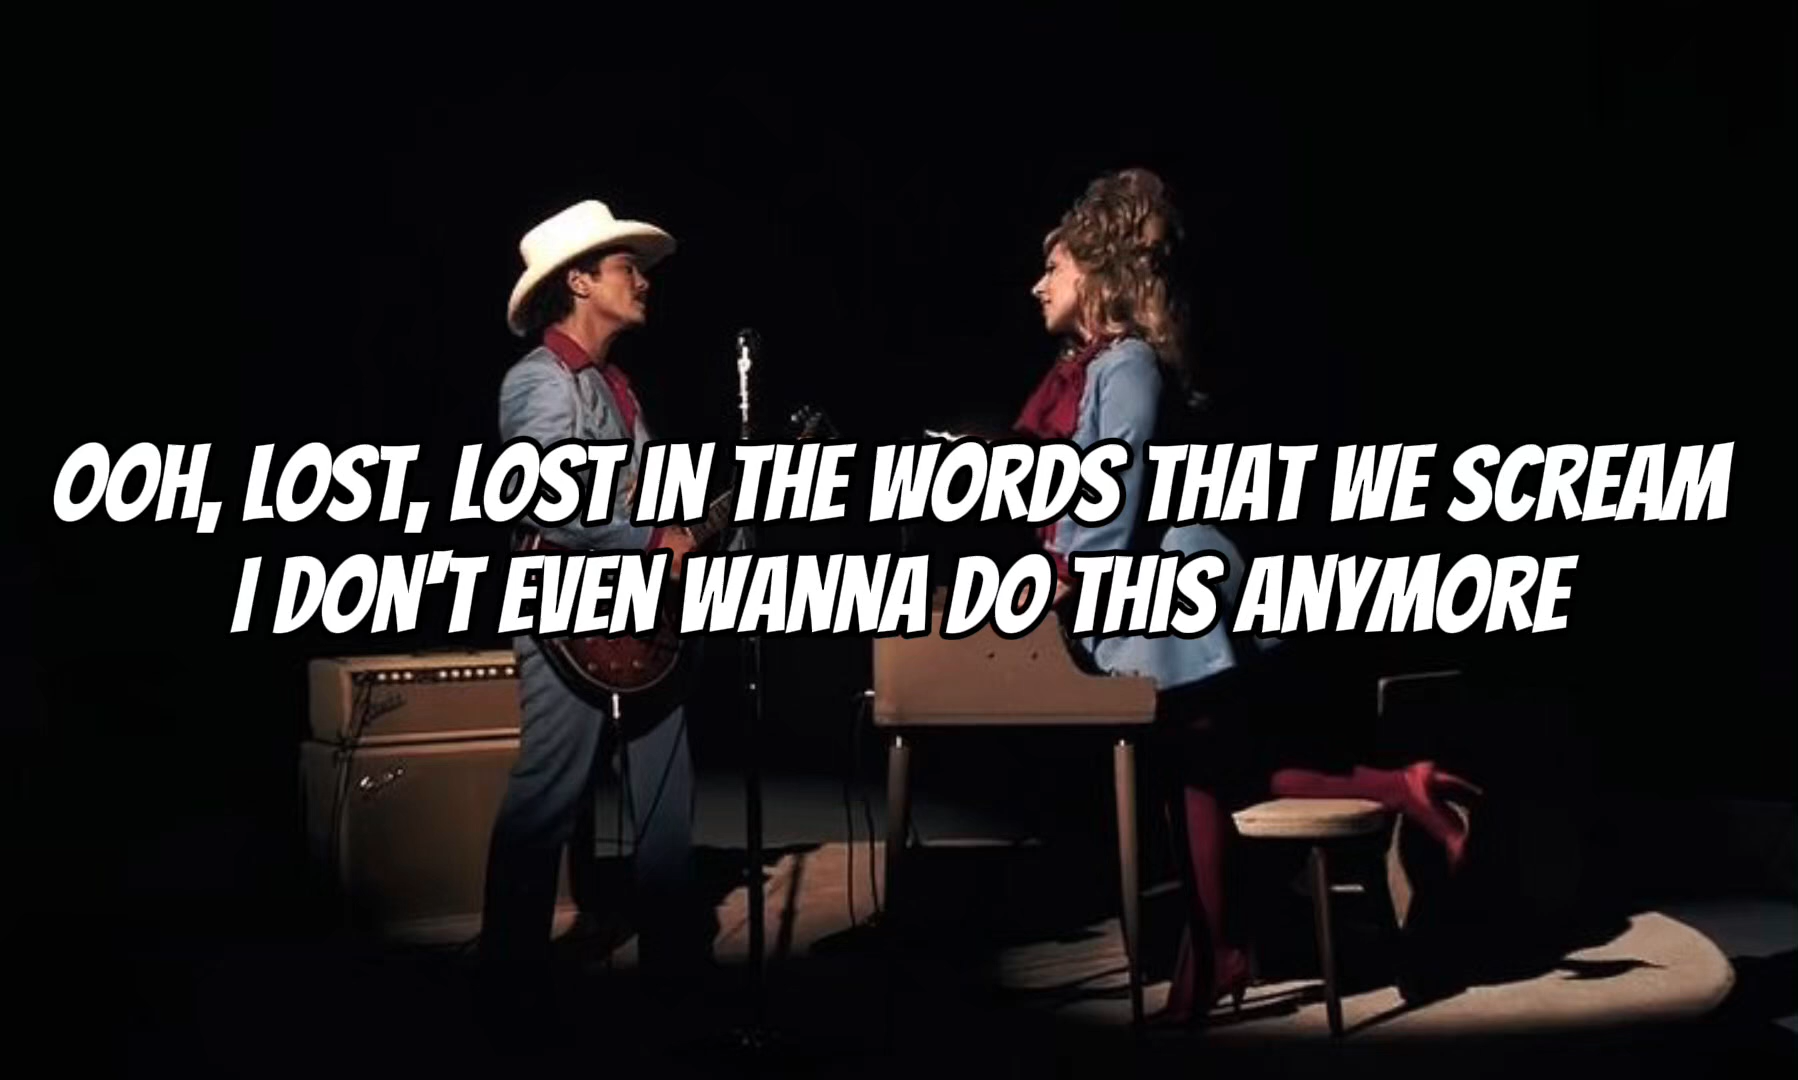 OOH, LOST, LOST IN THE WORDS THAT WE SCREAM
I DON'T EVEN WANNA DO THIS ANYMORE